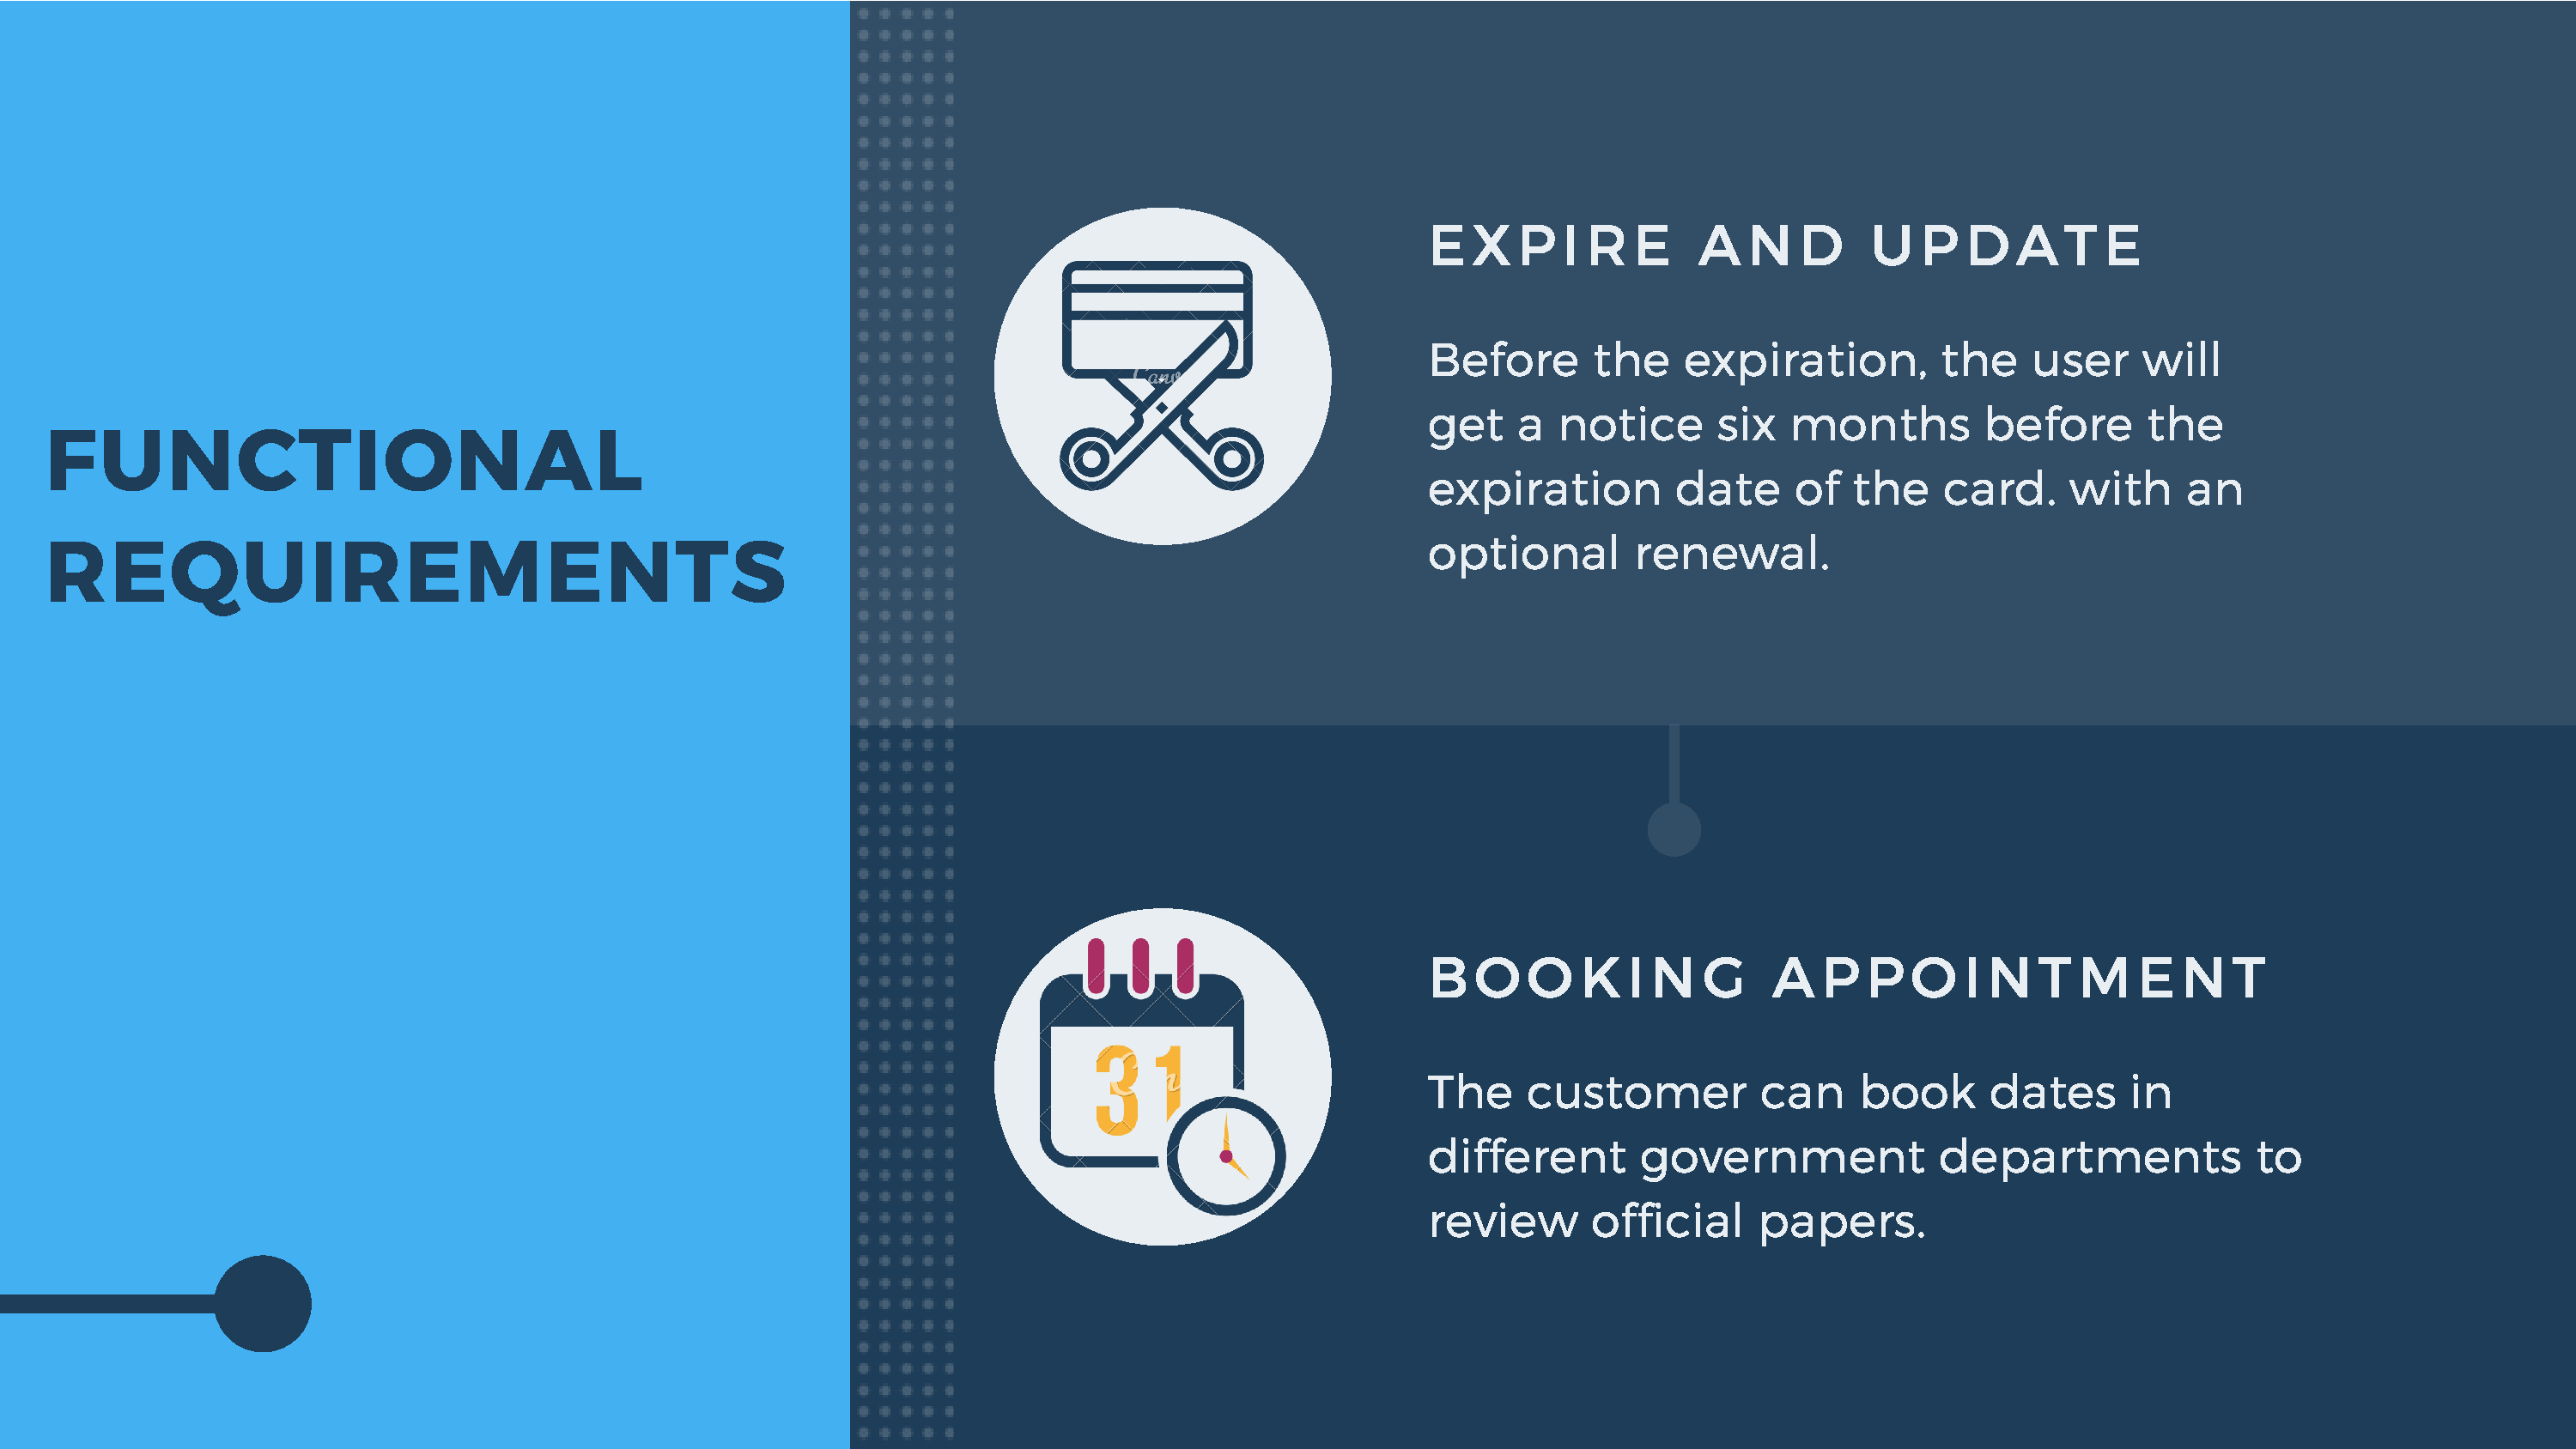 FUNCTIONAL
REQUIREMENTS
EXPIRE AND UPDATE
Before the expiration, the user will
get a notice six months before the
expiration date of the card. with an
optional renewal.
BOOKING APPOINTMENT
31
The customer can book dates in
different government departments to
review official papers.